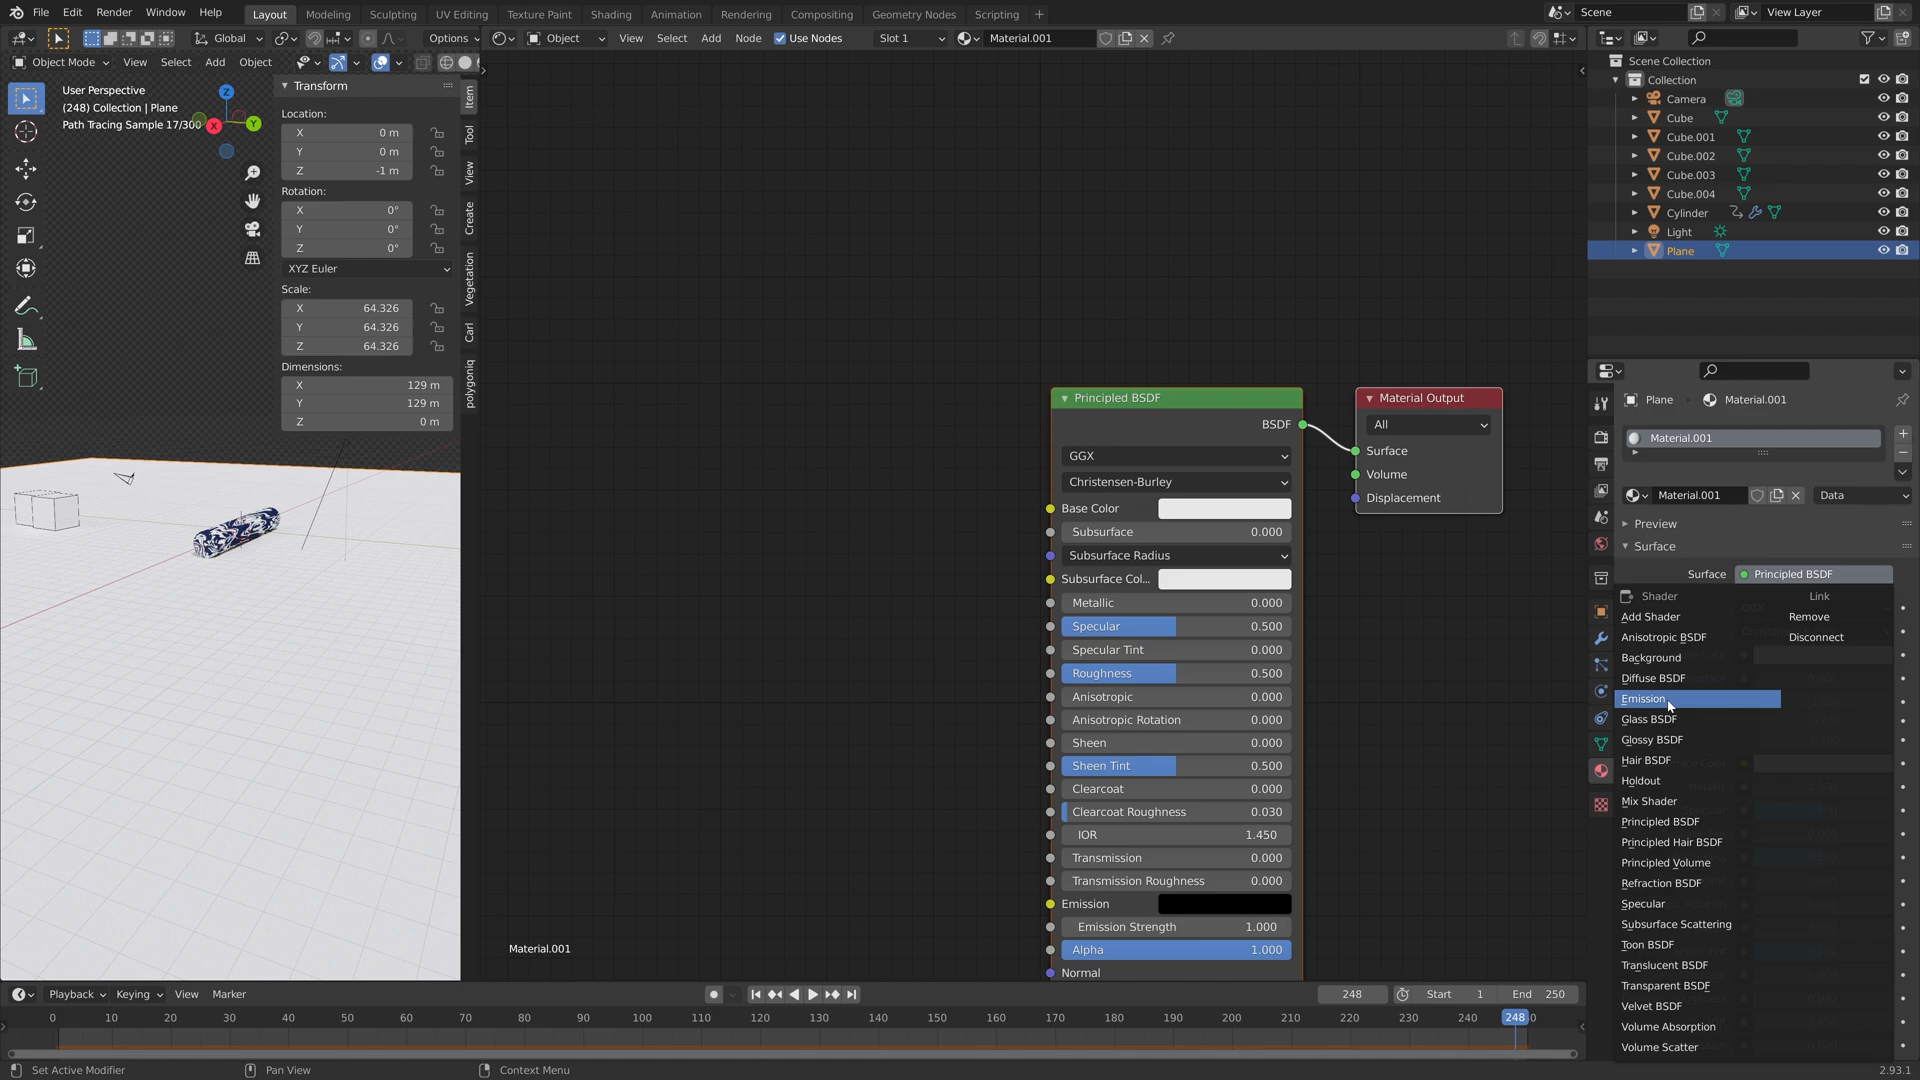 File Edit Render Window Help Layout Modeling Sculpting UV Editing Texture Paint Shading Animation Rendering Compositing Geometry Nodes Scripting + Scene View Layer
Global Options Object View Select Add Node Use Nodes Slot 1 Material.001
Object Mode View Select Add Object
User Perspective
(248) Collection | Plane
Path Tracing Sample 17/300
Z
X
Y
Transform
Location:
X 0 m
Y 0 m
Z -1 m
Rotation:
X 0°
Y 0°
Z 0°
XYZ Euler
Scale:
X 64.326
Y 64.326
Z 64.326
Dimensions:
X 129 m
Y 129 m
Z 0 m
Item
Tool
View
Create
Vegetation
Carl
polygoniq
Principled BSDF
BSDF
GGX
Christensen-Burley
Base Color
Subsurface 0.000
Subsurface Radius
Subsurface Col...
Metallic 0.000
Specular 0.500
Specular Tint 0.000
Roughness 0.500
Anisotropic 0.000
Anisotropic Rotation 0.000
Sheen 0.000
Sheen Tint 0.500
Clearcoat 0.000
Clearcoat Roughness 0.030
IOR 1.450
Transmission 0.000
Transmission Roughness 0.000
Emission
Emission Strength 1.000
Alpha 1.000
Normal
Material Output
All
Surface
Volume
Displacement
Material.001
Scene Collection
Collection
Camera
Cube
Cube.001
Cube.002
Cube.003
Cube.004
Cylinder
Light
Plane
Plane Material.001
Material.001
Material.001 Data
Preview
Surface
Surface Principled BSDF
Shader Link
Add Shader Remove
Anisotropic BSDF Disconnect
Background
Diffuse BSDF
Emission
Glass BSDF
Glossy BSDF
Hair BSDF
Holdout
Mix Shader
Principled BSDF
Principled Hair BSDF
Principled Volume
Refraction BSDF
Specular
Subsurface Scattering
Toon BSDF
Translucent BSDF
Transparent BSDF
Velvet BSDF
Volume Absorption
Volume Scatter
Playback Keying View Marker 248 Start 1 End 250
0 10 20 30 40 50 60 70 80 90 100 110 120 130 140 150 160 170 180 190 200 210 220 230 240 248
Set Active Modifier Pan View Context Menu 2.93.1